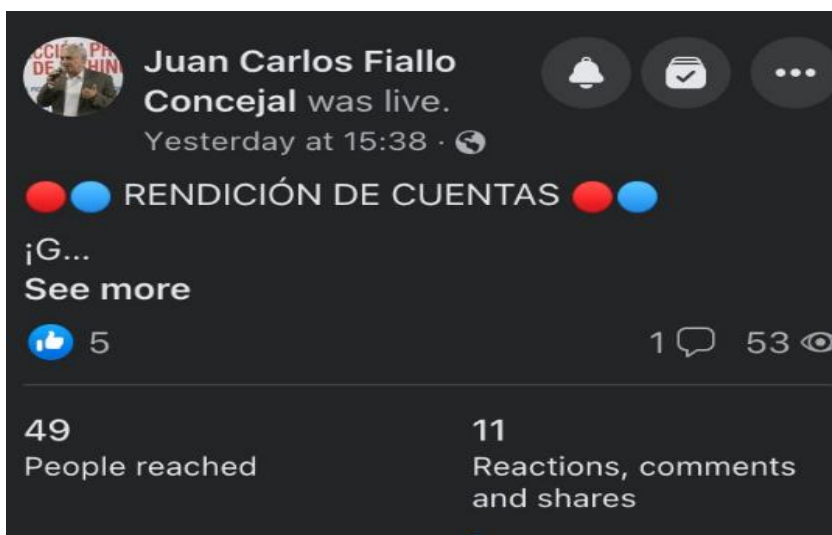 Juan Carlos Fiallo
Concejal was live.
Yesterday at 15:38 ·
RENDICIÓN DE CUENTAS
¡G...
See more
5
1 53
49
People reached
11
Reactions, comments
and shares